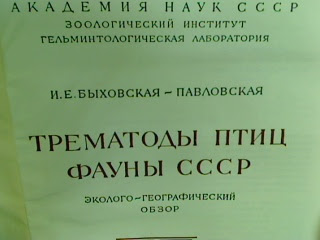 АКАДЕМИЯ НАУК СССР
ЗООЛОГИЧЕСКИЙ ИНСТИТУТ
ГЕЛЬМИНТОЛОГИЧЕСКАЯ ЛАБОРАТОРИЯ
И.Е.БЫХОВСКАЯ-ПАВЛОВСКАЯ
ТРЕМАТОДЫ ПТИЦ
ФАУНЫ СССР
ЭКОЛОГО-ГЕОГРАФИЧЕСКИЙ
ОБЗОР